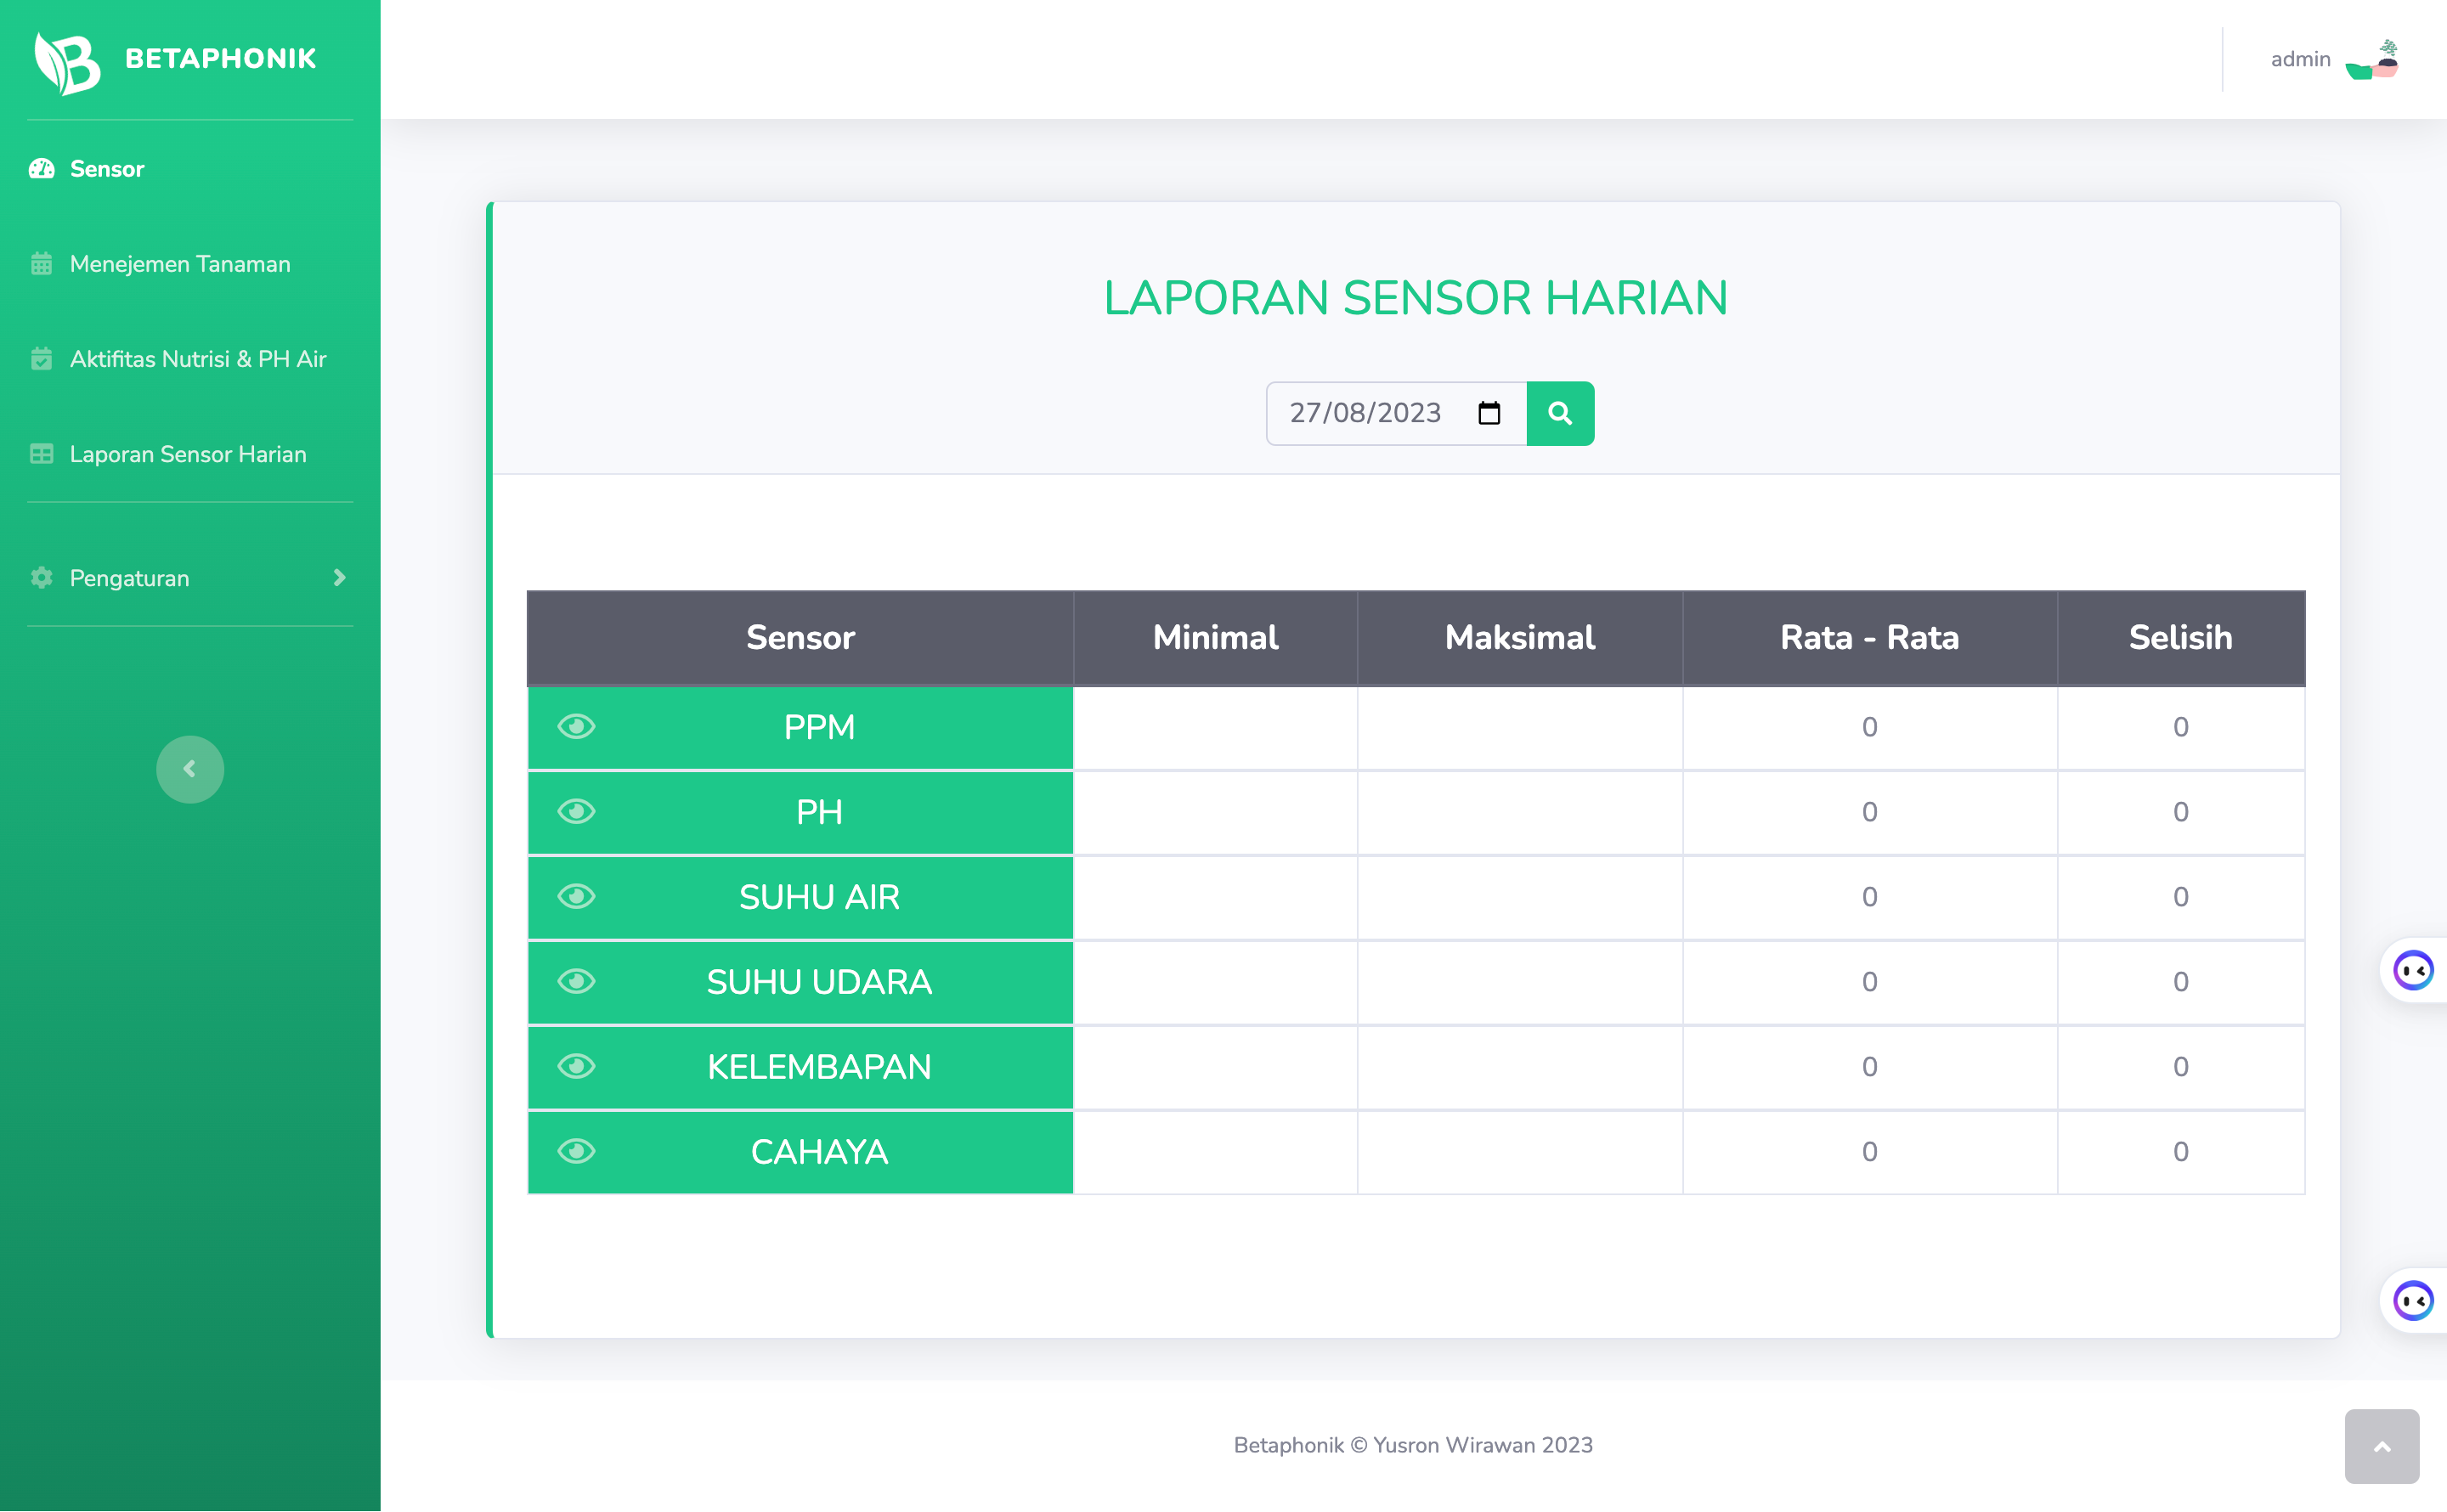 BETAPHONIK
admin
Sensor
Menejemen Tanaman
Aktifitas Nutrisi & PH Air
Laporan Sensor Harian
Pengaturan
LAPORAN SENSOR HARIAN
27/08/2023
Sensor Minimal Maksimal Rata - Rata Selisih
PPM 0 0
PH 0 0
SUHU AIR 0 0
SUHU UDARA 0 0
KELEMBAPAN 0 0
CAHAYA 0 0
Betaphonik © Yusron Wirawan 2023